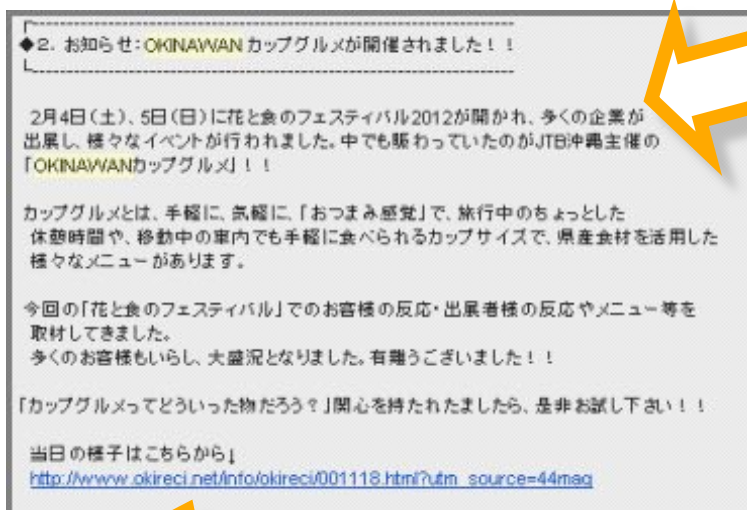 ◆2. お知らせ：OKINAWAN カップグルメが開催されました！！
2月4日(土)、5日(日)に花と食のフェスティバル2012が開かれ、多くの企業が
出展し、様々なイベントが行われました。中でも賑わっていたのがJTB沖縄主催の
「OKINAWANカップグルメ」！！
カップグルメとは、手軽に、気軽に、「おつまみ感覚」で、旅行中のちょっとした
休憩時間や、移動中の車内でも手軽に食べられるカップサイズで、県産食材を活用した
様々なメニューがあります。
今回の「花と食のフェスティバル」でのお客様の反応・出展者様の反応やメニュー等を
取材してきました。
多くのお客様もいらし、大盛況となりました。有難うございました！！
「カップグルメってどういった物だろう？」関心を持たれたましたら、是非お試し下さい！！
当日の様子はこちらから↓
http://www.okireci.net/info/okireci/001118.html?utm_source=44mag